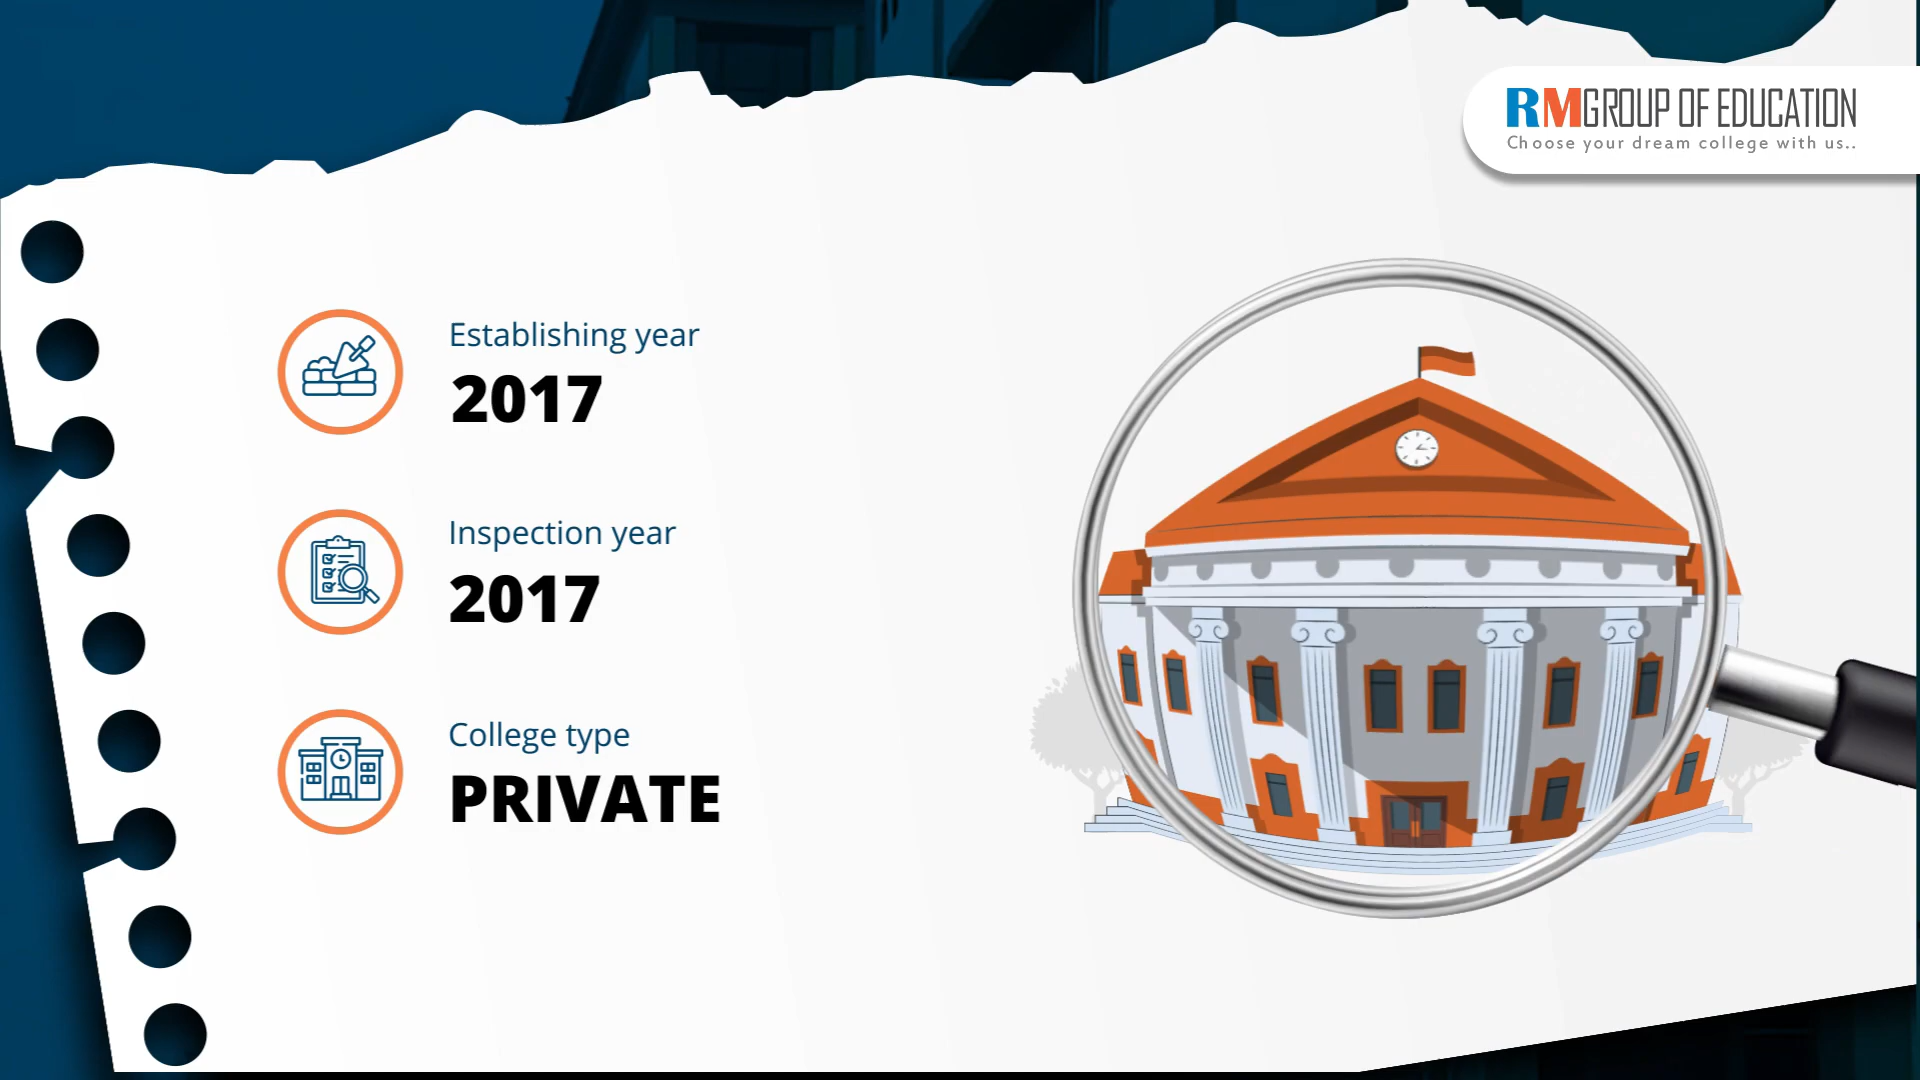 RMGROUP OF EDUCATION
Choose your dream college with us..
Establishing year
2017
Inspection year
2017
College type
PRIVATE